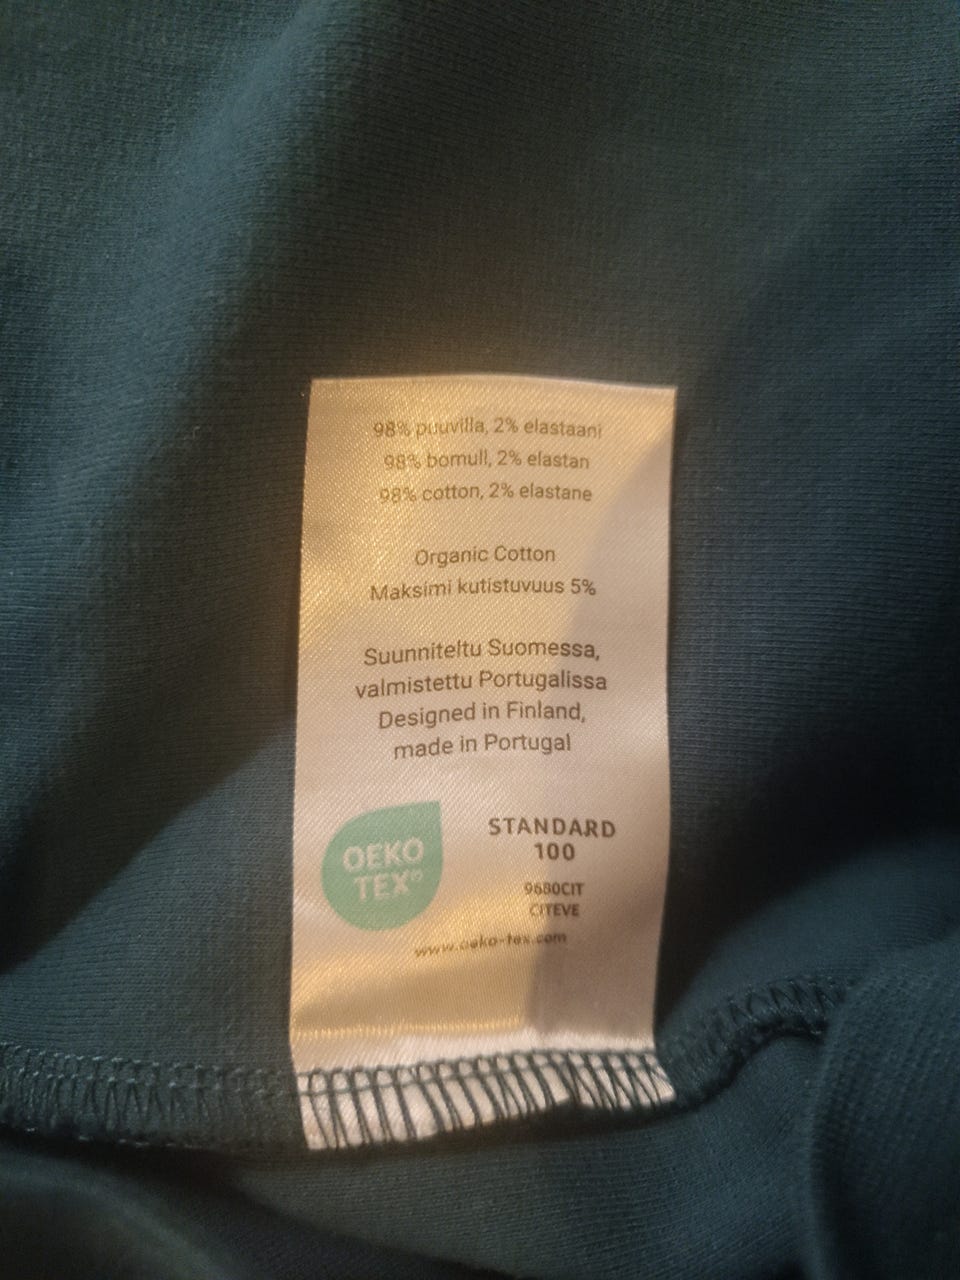 98% puuvilla, 2% elastaani
98% bomull, 2% elastan
98% cotton, 2% elastane
Organic Cotton
Maksimi kutistuvuus 5%
Suunniteltu Suomessa,
valmistettu Portugalissa
Designed in Finland,
made in Portugal
OEKO
TEX®
STANDARD
100
9680CIT
CITEVE
www.oeko-tex.com